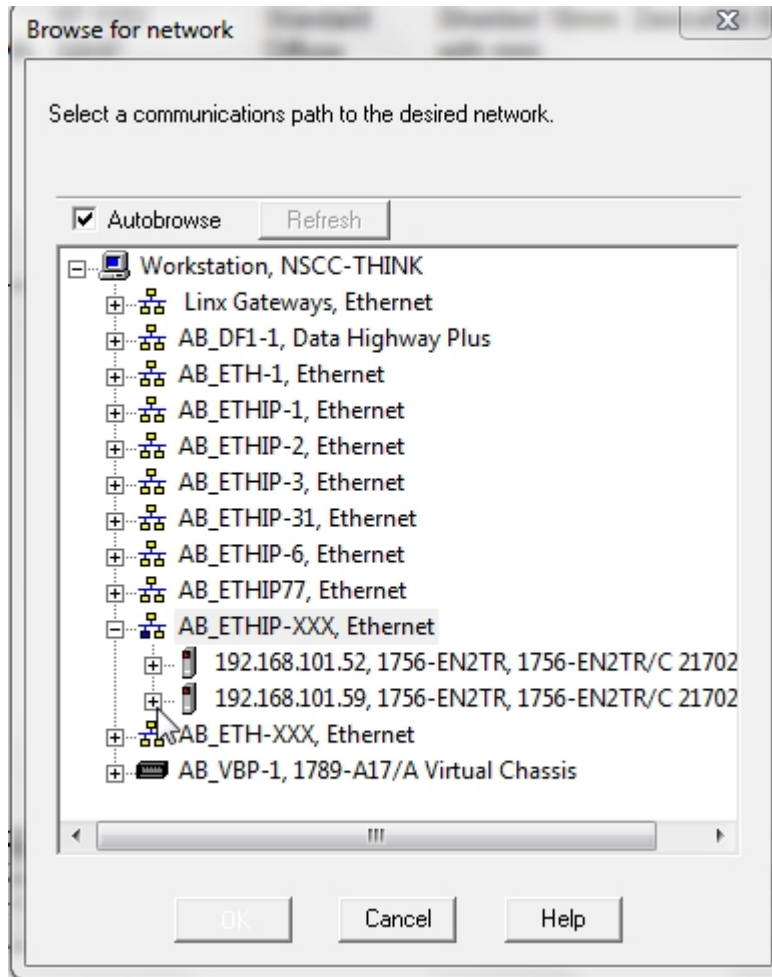 Browse for network
Select a communications path to the desired network.
Autobrowse Refresh
Workstation, NSCC-THINK
Linx Gateways, Ethernet
AB_DF1-1, Data Highway Plus
AB_ETH-1, Ethernet
AB_ETHIP-1, Ethernet
AB_ETHIP-2, Ethernet
AB_ETHIP-3, Ethernet
AB_ETHIP-31, Ethernet
AB_ETHIP-6, Ethernet
AB_ETHIP77, Ethernet
AB_ETHIP-XXX, Ethernet
192.168.101.52, 1756-EN2TR, 1756-EN2TR/C 21702
192.168.101.59, 1756-EN2TR, 1756-EN2TR/C 21702
AB_ETH-XXX, Ethernet
AB_VBP-1, 1789-A17/A Virtual Chassis
OK Cancel Help